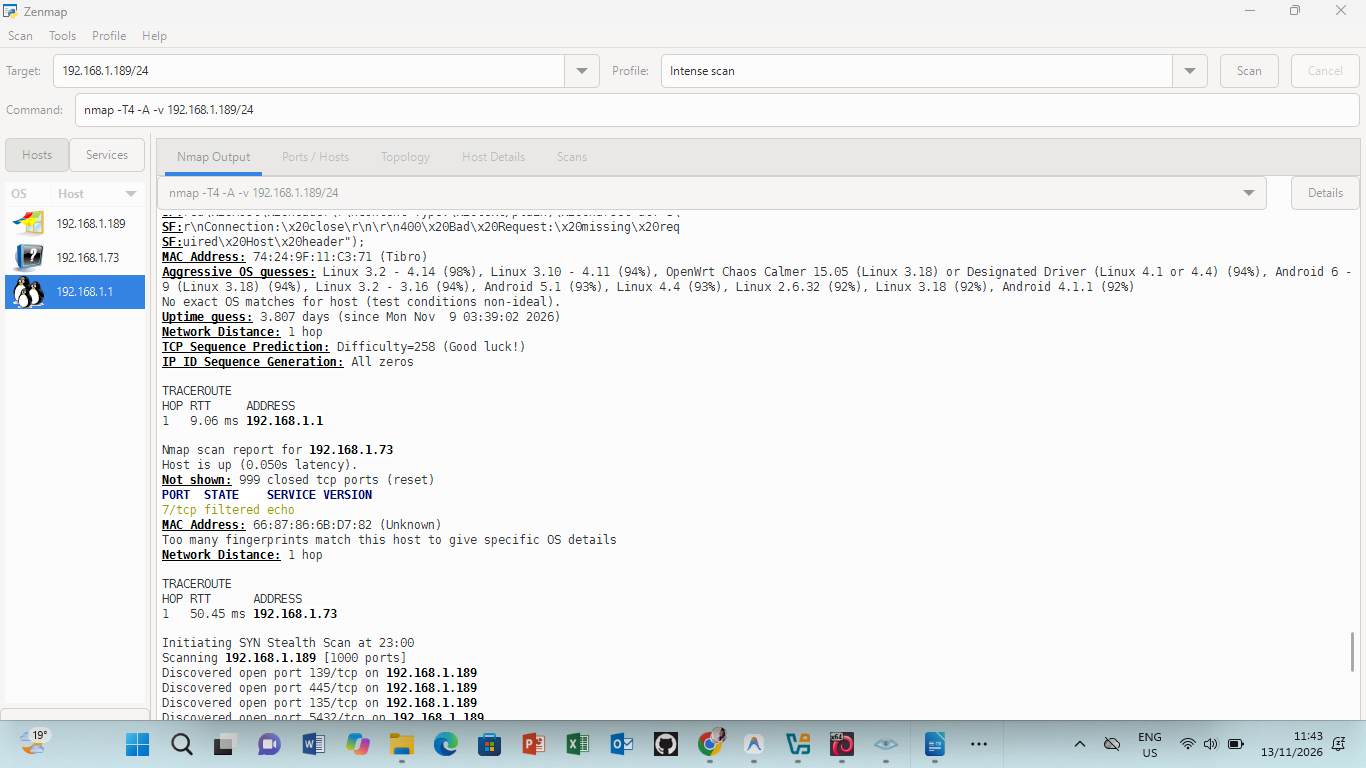 Zenmap
Scan Tools Profile Help
Target: 192.168.1.189/24 Profile: Intense scan Scan Cancel
Command: nmap -T4 -A -v 192.168.1.189/24
Hosts Services
Nmap Output Ports / Hosts Topology Host Details Scans
OS Host
nmap -T4 -A -v 192.168.1.189/24 Details
192.168.1.189
192.168.1.73
192.168.1.1
SF:r\nConnection:\x20close\r\n\r\n400\x20Bad\x20Request:\x20missing\x20req
SF:uired\x20Host\x20header");
MAC Address: 74:24:9F:11:C3:71 (Tibro)
Aggressive OS guesses: Linux 3.2 - 4.14 (98%), Linux 3.10 - 4.11 (94%), OpenWrt Chaos Calmer 15.05 (Linux 3.18) or Designated Driver (Linux 4.1 or 4.4) (94%), Android 6 -
9 (Linux 3.18) (94%), Linux 3.2 - 3.16 (94%), Android 5.1 (93%), Linux 4.4 (93%), Linux 2.6.32 (92%), Linux 3.18 (92%), Android 4.1.1 (92%)
No exact OS matches for host (test conditions non-ideal).
Uptime guess: 3.807 days (since Mon Nov  9 03:39:02 2026)
Network Distance: 1 hop
TCP Sequence Prediction: Difficulty=258 (Good luck!)
IP ID Sequence Generation: All zeros
TRACEROUTE
HOP RTT ADDRESS
1 9.06 ms 192.168.1.1
Nmap scan report for 192.168.1.73
Host is up (0.050s latency).
Not shown: 999 closed tcp ports (reset)
PORT STATE SERVICE VERSION
7/tcp filtered echo
MAC Address: 66:87:86:6B:D7:82 (Unknown)
Too many fingerprints match this host to give specific OS details
Network Distance: 1 hop
TRACEROUTE
HOP RTT ADDRESS
1 50.45 ms 192.168.1.73
Initiating SYN Stealth Scan at 23:00
Scanning 192.168.1.189 [1000 ports]
Discovered open port 139/tcp on 192.168.1.189
Discovered open port 445/tcp on 192.168.1.189
Discovered open port 135/tcp on 192.168.1.189
Discovered open port 5432/tcp on 192.168.1.189
19°
ENG
US
11:43
13/11/2026